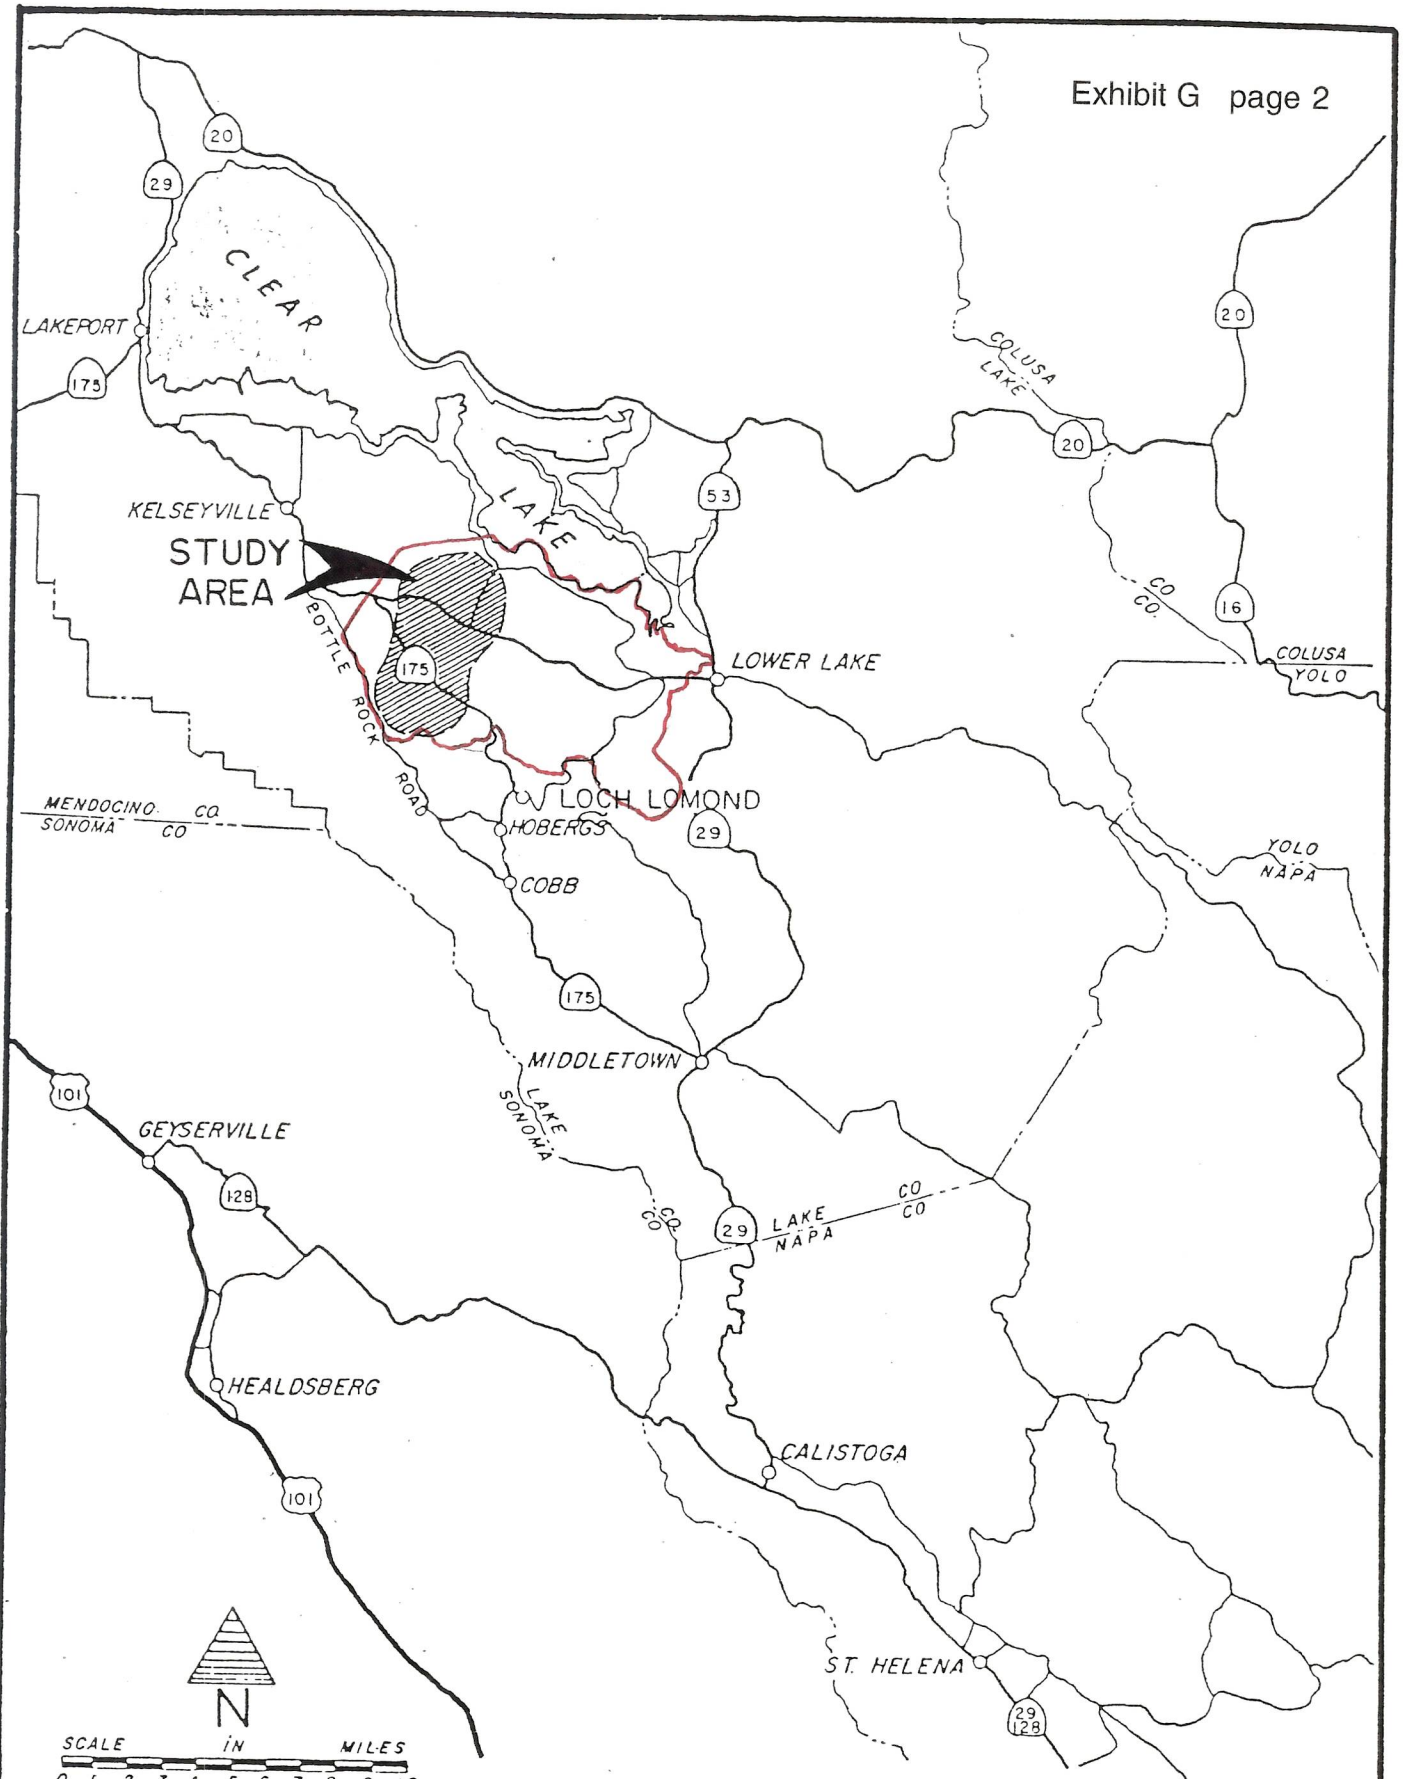 Exhibit G page 2
20
29
CLEAR
LAKEPORT
175
20
COLUSA
LAKE
20
53
LAKE
KELSEYVILLE
STUDY
AREA
16
CO
CO.
BOTTLE ROCK ROAD
175
LOWER LAKE
COLUSA
YOLO
MENDOCINO CO.
SONOMA CO
LOCH LOMOND
HOBERGS
29
YOLO
NAPA
COBB
175
MIDDLETOWN
101
LAKE CO.
SONOMA CO
GEYSERVILLE
128
29
LAKE CO
NAPA CO
HEALDSBERG
CALISTOGA
101
ST. HELENA
29
128
N
SCALE IN MILES